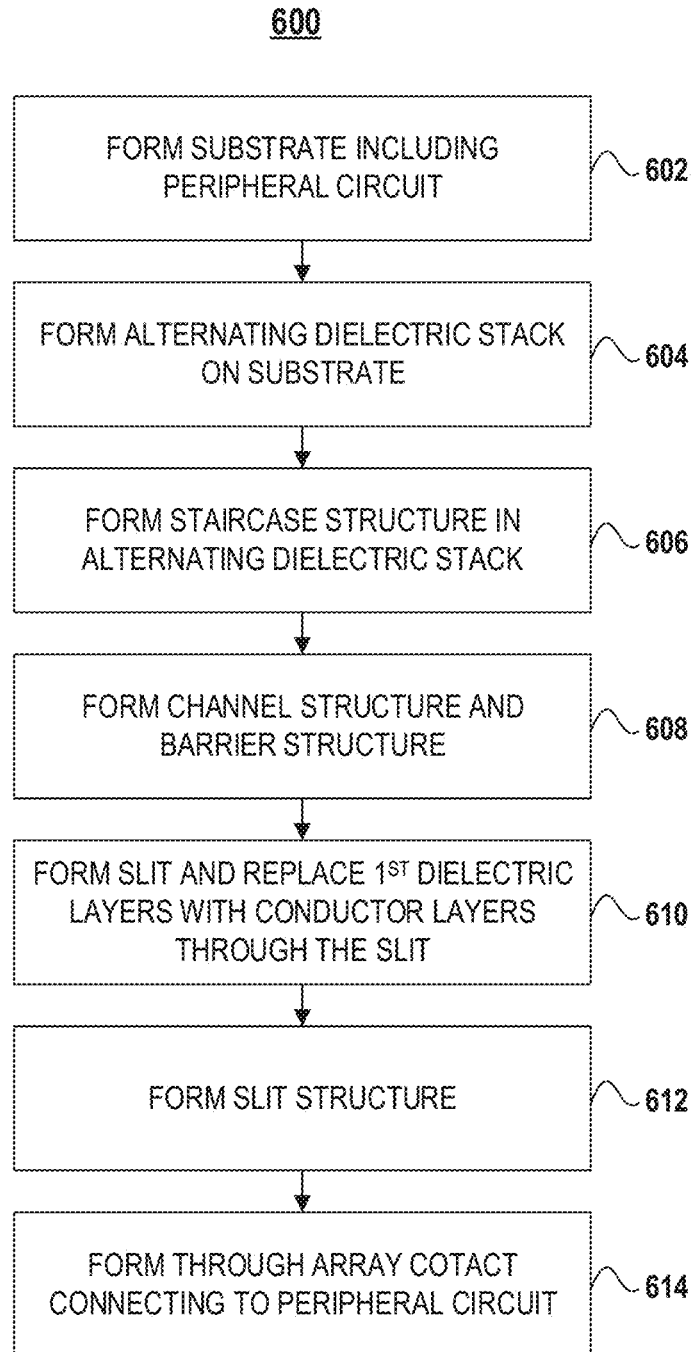 600
FORM SUBSTRATE INCLUDING
PERIPHERAL CIRCUIT
602
FORM ALTERNATING DIELECTRIC STACK
ON SUBSTRATE
604
FORM STAIRCASE STRUCTURE IN
ALTERNATING DIELECTRIC STACK
606
FORM CHANNEL STRUCTURE AND
BARRIER STRUCTURE
608
FORM SLIT AND REPLACE 1ST DIELECTRIC
LAYERS WITH CONDUCTOR LAYERS
THROUGH THE SLIT
610
FORM SLIT STRUCTURE
612
FORM THROUGH ARRAY COTACT
CONNECTING TO PERIPHERAL CIRCUIT
614